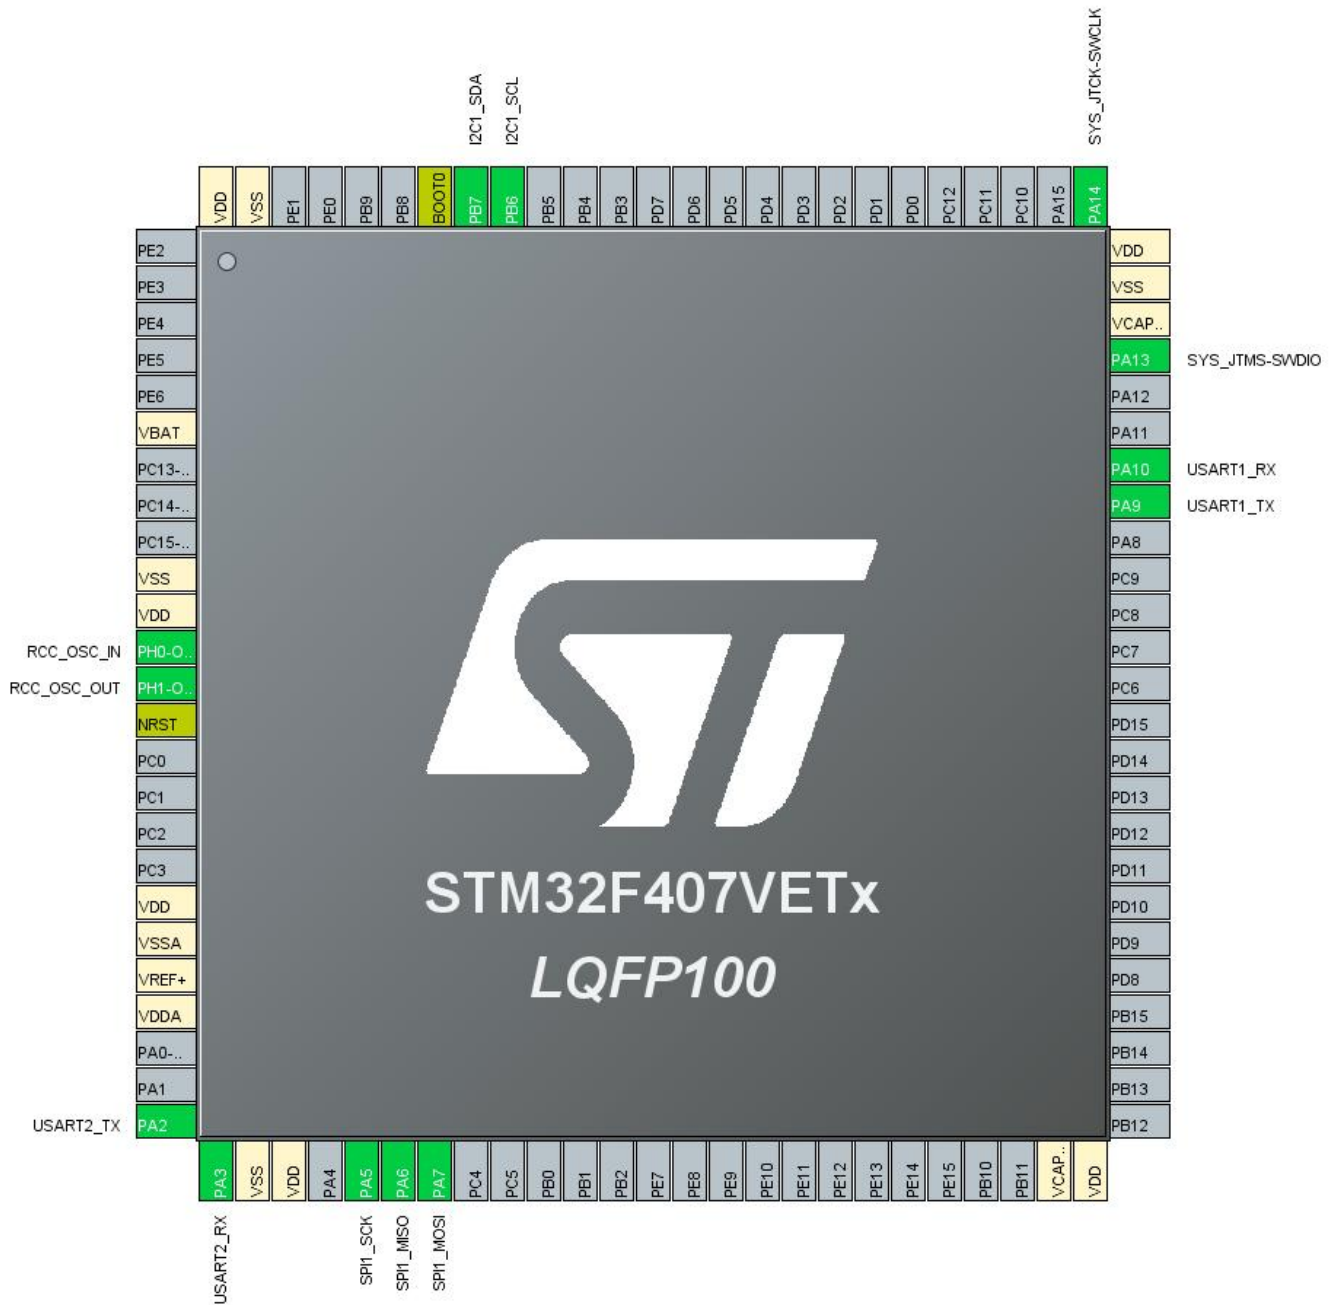 I2C1_SDA
I2C1_SCL
SYS_JTCK-SWCLK
VDD
VSS
PE1
PE0
PB9
PB8
BOOT0
PB7
PB6
PB5
PB4
PB3
PD7
PD6
PD5
PD4
PD3
PD2
PD1
PD0
PC12
PC11
PC10
PA15
PA14
PE2
PE3
PE4
PE5
PE6
VBAT
PC13-..
PC14-..
PC15-..
VSS
VDD
RCC_OSC_IN PH0-O..
RCC_OSC_OUT PH1-O..
NRST
PC0
PC1
PC2
PC3
VDD
VSSA
VREF+
VDDA
PA0-..
PA1
USART2_TX PA2
ST
STM32F407VETx
LQFP100
VDD
VSS
VCAP..
PA13 SYS_JTMS-SWDIO
PA12
PA11
PA10 USART1_RX
PA9 USART1_TX
PA8
PC9
PC8
PC7
PC6
PD15
PD14
PD13
PD12
PD11
PD10
PD9
PD8
PB15
PB14
PB13
PB12
PA3
VSS
VDD
PA4
PA5
PA6
PA7
PC4
PC5
PB0
PB1
PB2
PE7
PE8
PE9
PE10
PE11
PE12
PE13
PE14
PE15
PB10
PB11
VCAP..
VDD
USART2_RX
SPI1_SCK
SPI1_MISO
SPI1_MOSI